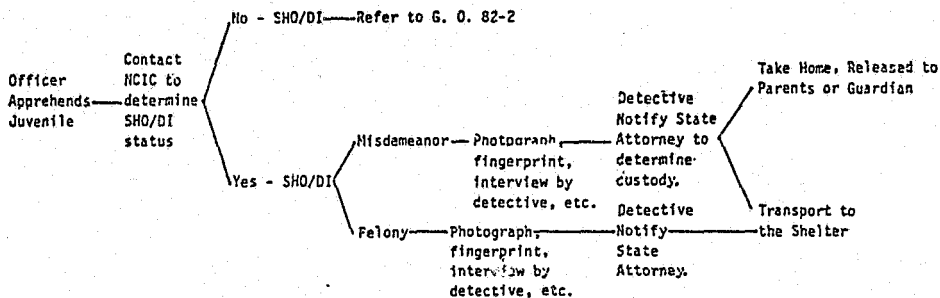 No - SHO/DI
Refer to G. O. 82-2
Officer
Apprehends
Juvenile
Contact
NCIC to
determine
SHO/DI
status
Yes - SHO/DI
Misdemeanor
Photograph,
fingerprint,
interview by
detective, etc.
Detective
Notify State
Attorney to
determine
custody.
Take Home, Released to
Parents or Guardian
Transport to
the Shelter
Felony
Photograph,
fingerprint,
interview by
detective, etc.
Detective
Notify
State
Attorney.